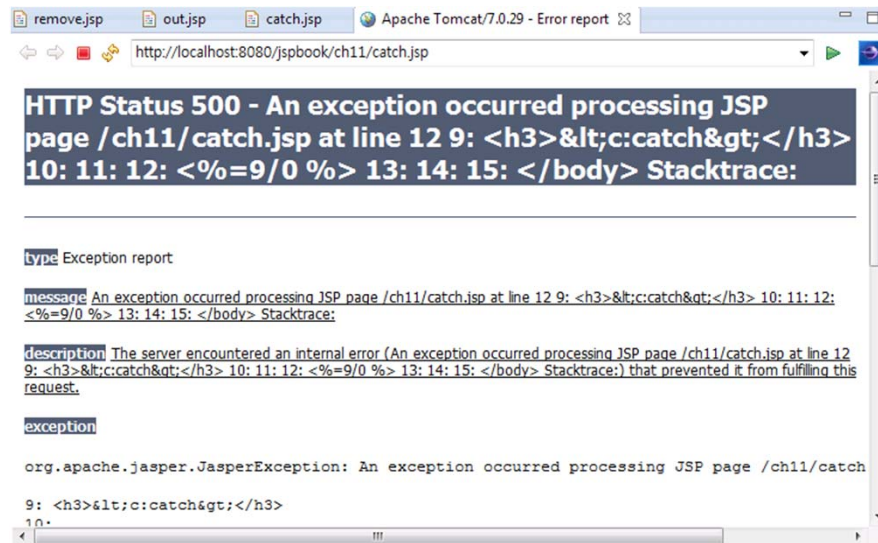 remove.jsp out.jsp catch.jsp Apache Tomcat/7.0.29 - Error report
http://localhost:8080/jspbook/ch11/catch.jsp
HTTP Status 500 - An exception occurred processing JSP
page /ch11/catch.jsp at line 12 9: <h3>&lt;c:catch&gt;</h3>
10: 11: 12: <%=9/0 %> 13: 14: 15: </body> Stacktrace:
type Exception report
message An exception occurred processing JSP page /ch11/catch.jsp at line 12 9: <h3>&lt;c:catch&gt;</h3> 10: 11: 12:
<%=9/0 %> 13: 14: 15: </body> Stacktrace:
description The server encountered an internal error (An exception occurred processing JSP page /ch11/catch.jsp at line 12
9: <h3>&lt;c:catch&gt;</h3> 10: 11: 12: <%=9/0 %> 13: 14: 15: </body> Stacktrace:) that prevented it from fulfilling this
request.
exception
org.apache.jasper.JasperException: An exception occurred processing JSP page /ch11/catch
9: <h3>&lt;c:catch&gt;</h3>
10: